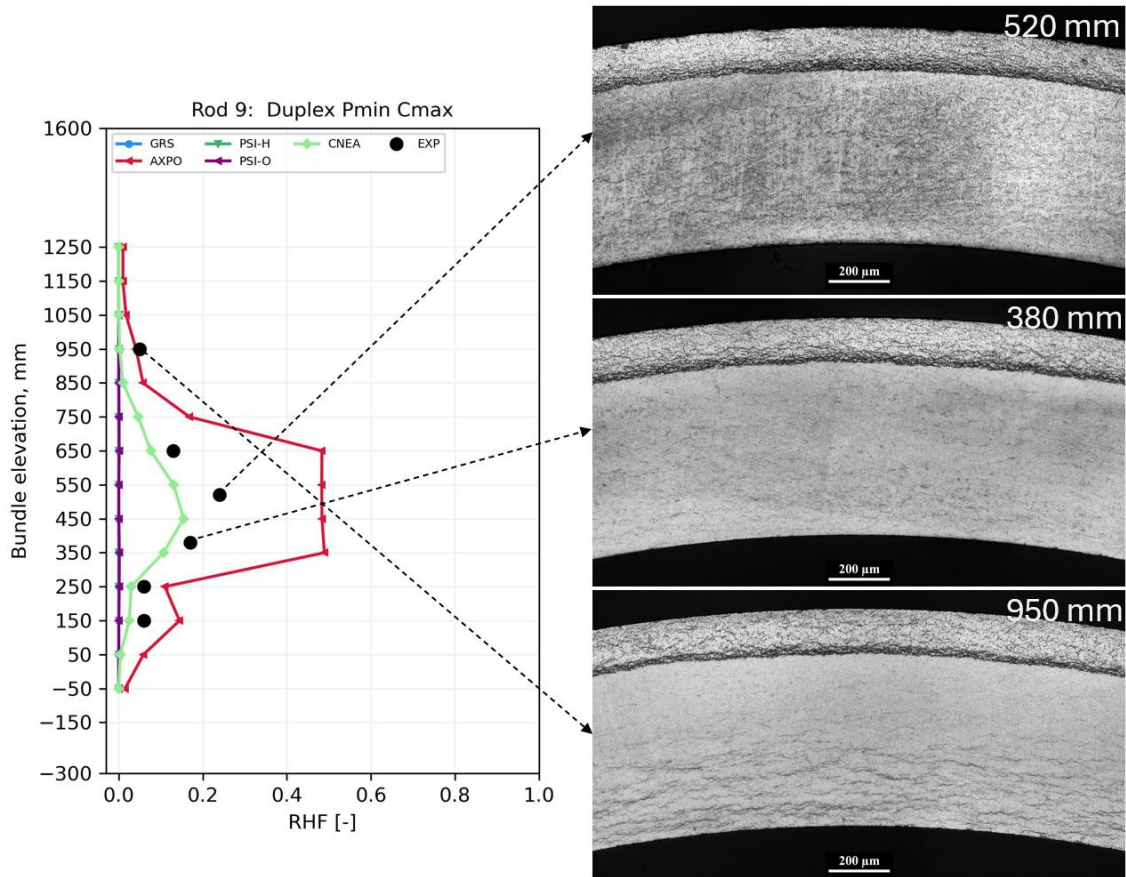 Rod 9:  Duplex Pmin Cmax
GRS
AXPO
PSI-H
PSI-O
CNEA
EXP
Bundle elevation, mm
1600
1250
1150
1050
950
850
750
650
550
450
350
250
150
50
−50
−150
−300
0.0 0.2 0.4 0.6 0.8 1.0
RHF [-]
520 mm
200 µm
380 mm
200 µm
950 mm
200 µm